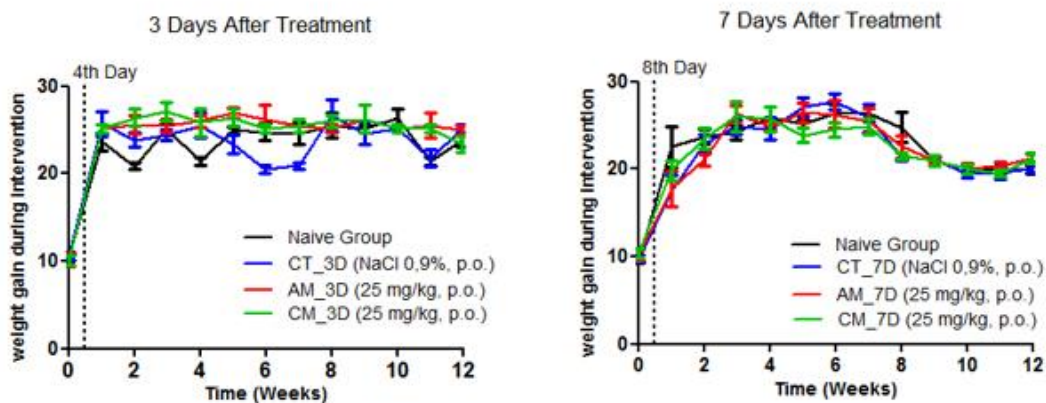 3 Days After Treatment
4th Day
weight gain during intervention
30
20
10
0
Naive Group
CT_3D (NaCl 0,9%, p.o.)
AM_3D (25 mg/kg, p.o.)
CM_3D (25 mg/kg, p.o.)
0 2 4 6 8 10 12
Time (Weeks)
7 Days After Treatment
8th Day
weight gain during intervention
30
20
10
0
Naive Group
CT_7D (NaCl 0,9%, p.o.)
AM_7D (25 mg/kg, p.o.)
CM_7D (25 mg/kg, p.o.)
0 2 4 6 8 10 12
Time (Weeks)